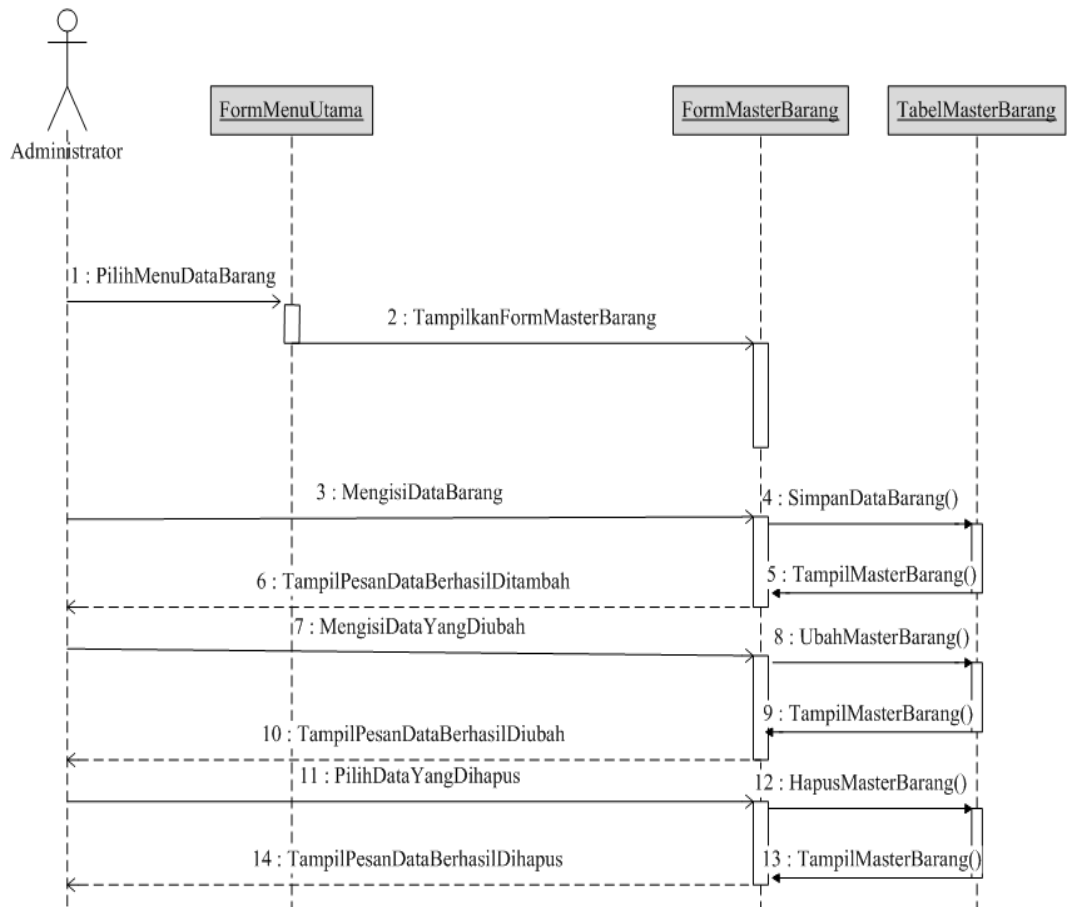 FormMenuUtama
FormMasterBarang
TabelMasterBarang
Administrator
1 : PilihMenuDataBarang
2 : TampilkanFormMasterBarang
3 : MengisiDataBarang
4 : SimpanDataBarang()
5 : TampilMasterBarang()
6 : TampilPesanDataBerhasilDitambah
7 : MengisiDataYangDiubah
8 : UbahMasterBarang()
9 : TampilMasterBarang()
10 : TampilPesanDataBerhasilDiubah
11 : PilihDataYangDihapus
12 : HapusMasterBarang()
14 : TampilPesanDataBerhasilDihapus
13 : TampilMasterBarang()